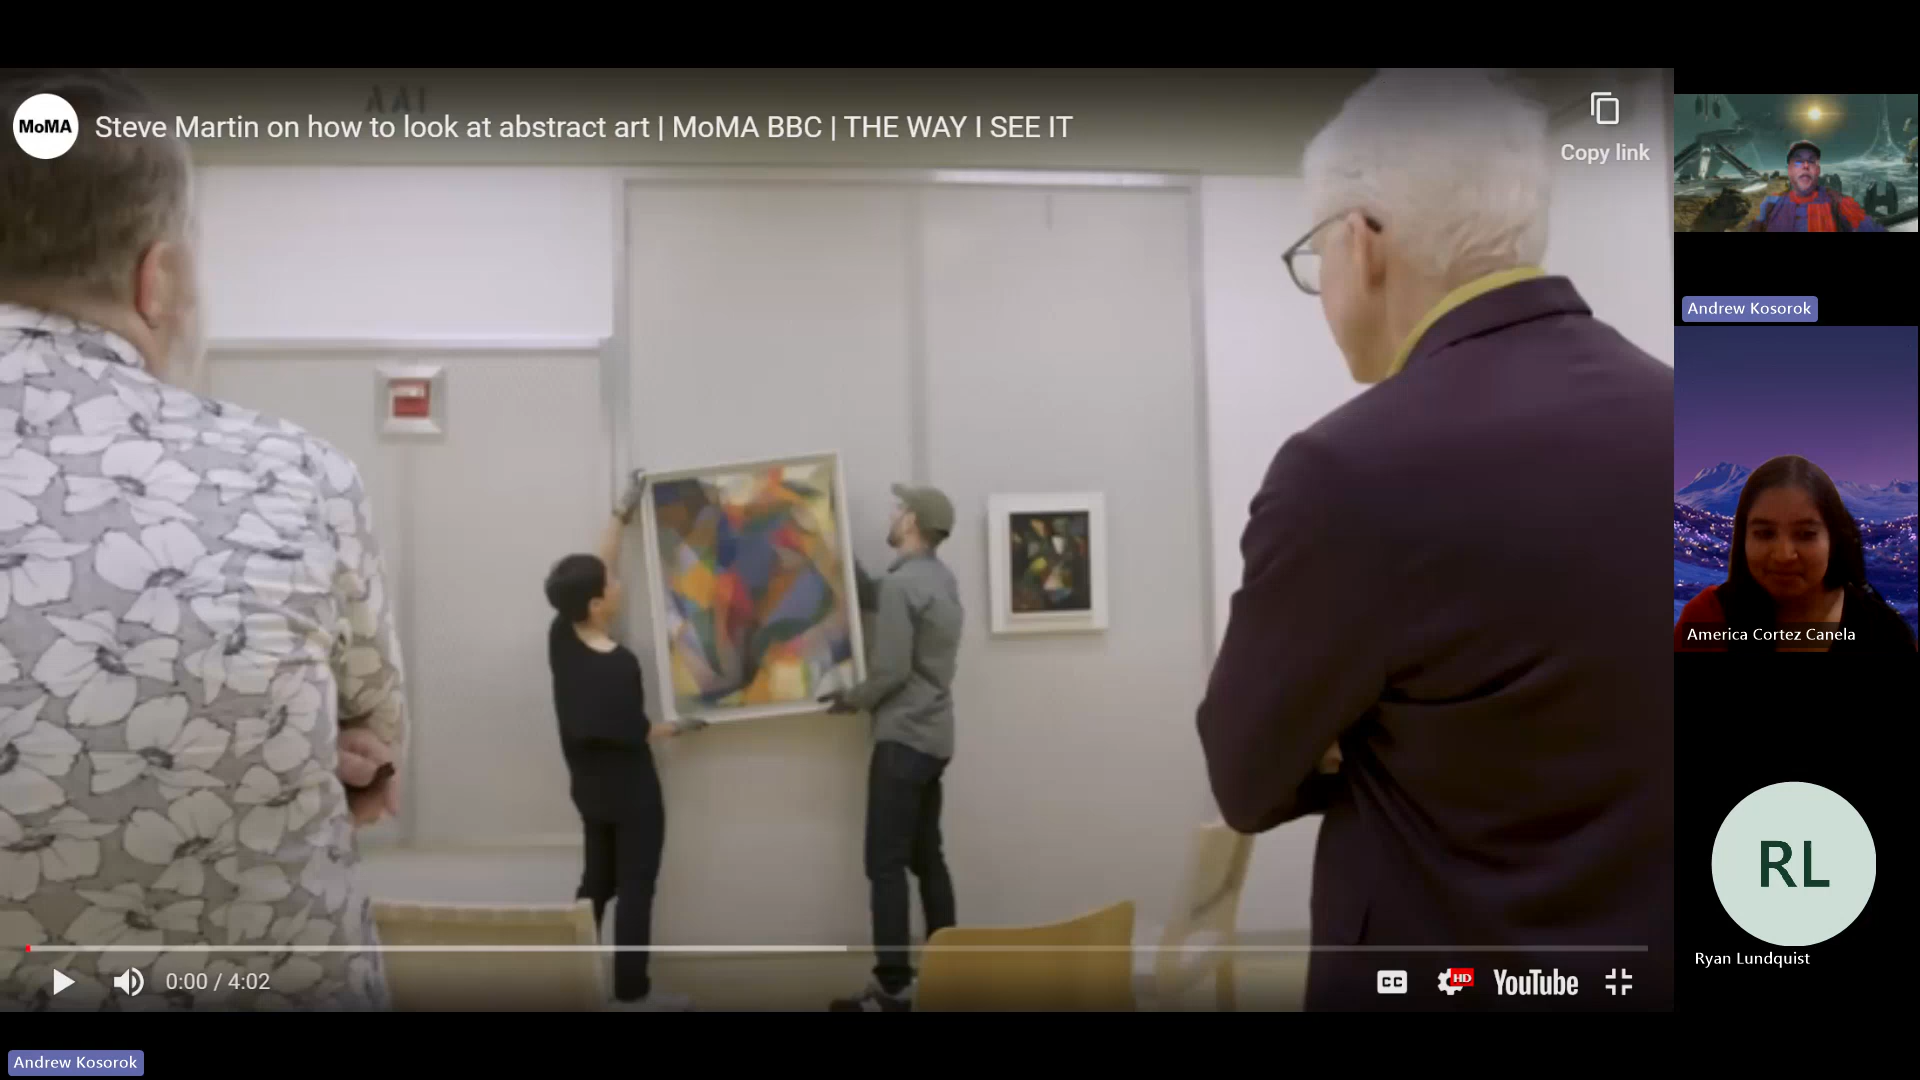 MoMA
Steve Martin on how to look at abstract art | MoMA BBC | THE WAY I SEE IT
Copy link
Andrew Kosorok
America Cortez Canela
RL
Ryan Lundquist
0:00 / 4:02
CC
HD
YouTube
Andrew Kosorok